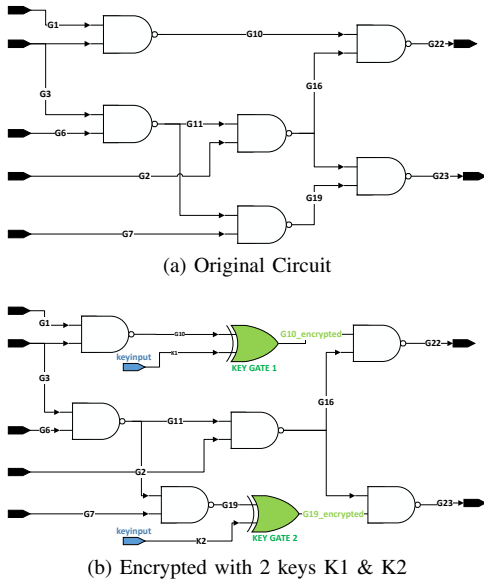 G1
G10
G22
G3
G16
G6
G11
G2
G23
G19
G7
(a) Original Circuit
G1
G10
G10_encrypted
G22
keyinput
K1
KEY GATE 1
G3
G16
G6
G11
G2
G19
G23
G7
G19_encrypted
keyinput
K2
KEY GATE 2
(b) Encrypted with 2 keys K1 & K2